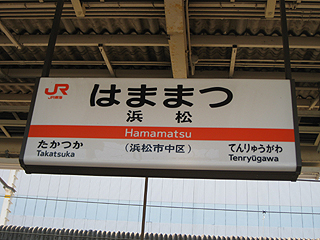 JR
JR東海
はままつ
浜松
Hamamatsu
(浜松市中区)
たかつか
Takatsuka
てんりゅうがわ
Tenryūgawa